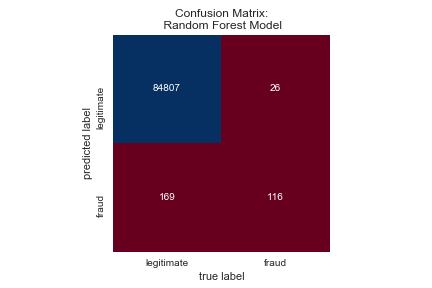 Confusion Matrix:
Random Forest Model
predicted label
legitimate
84807
26
fraud
169
116
legitimate
fraud
true label